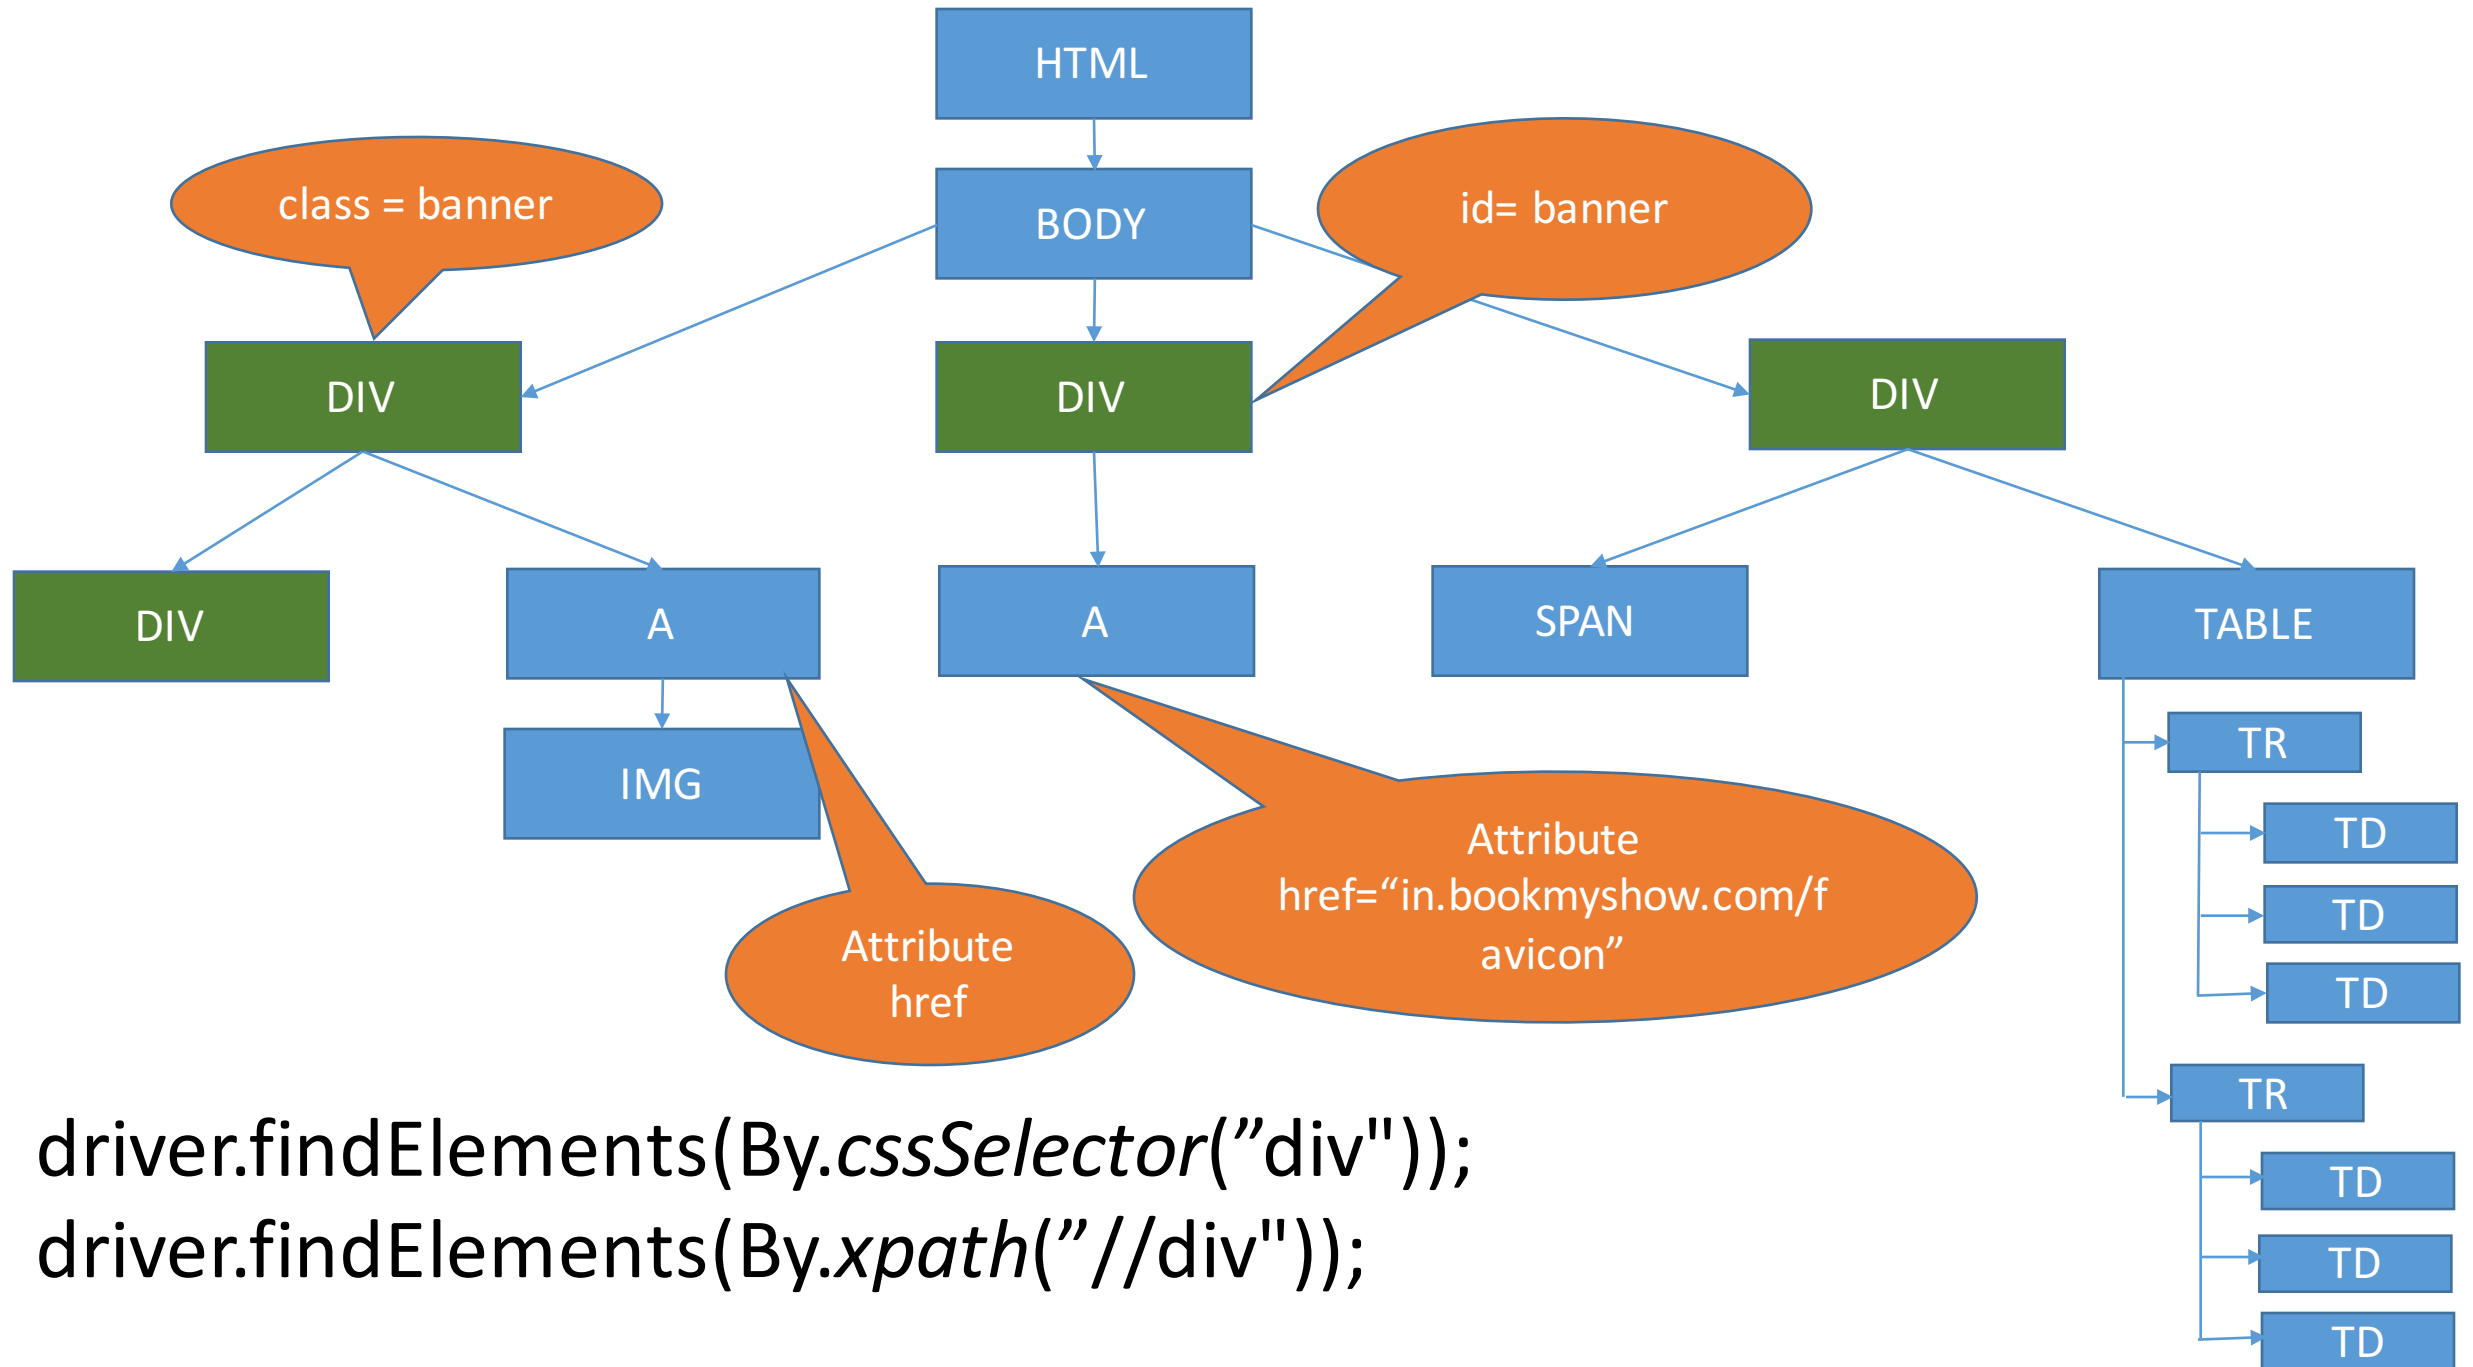 HTML
class = banner
BODY
id= banner
DIV
DIV
DIV
DIV
A
A
SPAN
TABLE
IMG
TR
TD
TD
TD
Attribute
href
Attribute
href=“in.bookmyshow.com/f
avicon”
TR
TD
TD
TD
driver.findElements(By.cssSelector(”div"));
driver.findElements(By.xpath(”//div"));